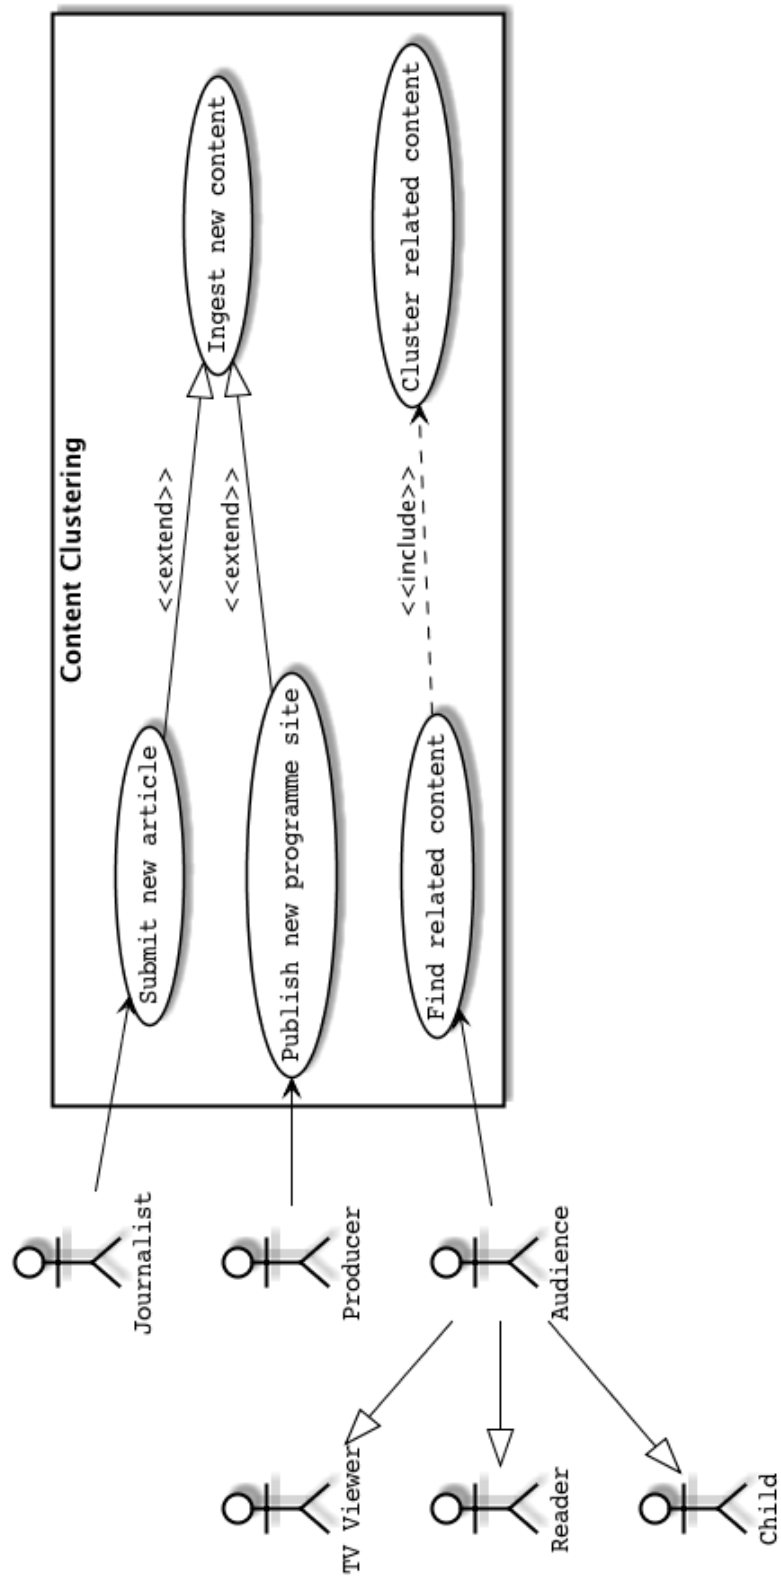 Content Clustering
Ingest new content
Cluster related content
<<extend>>
<<extend>>
<<include>>
Submit new article
Publish new programme site
Find related content
Journalist
Producer
Audience
TV Viewer
Reader
Child